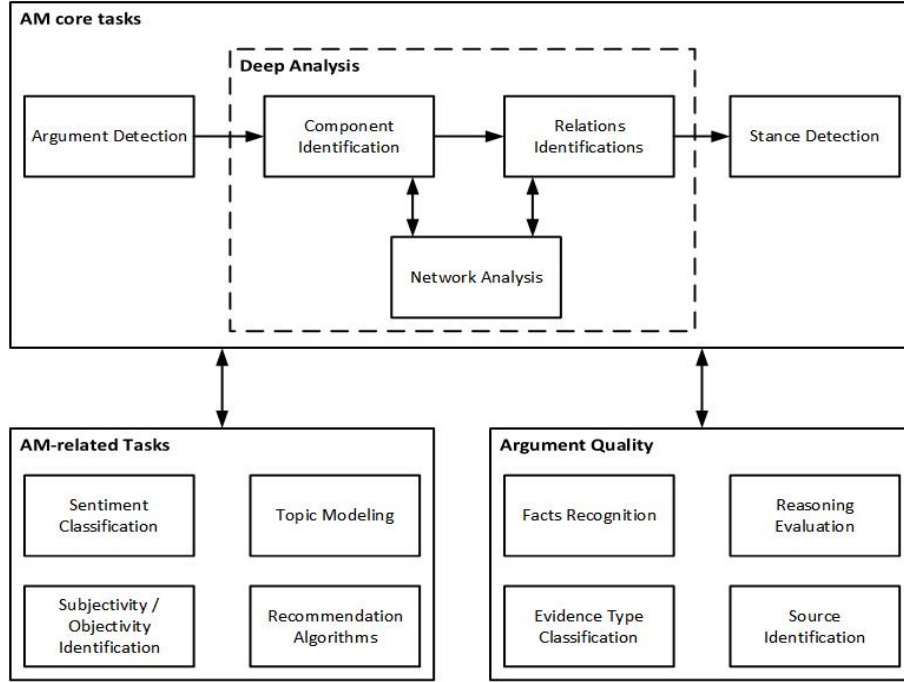 AM core tasks
Deep Analysis
Argument Detection
Component
Identification
Relations
Identifications
Stance Detection
Network Analysis
AM-related Tasks
Sentiment
Classification
Topic Modeling
Subjectivity /
Objectivity
Identification
Recommendation
Algorithms
Argument Quality
Facts Recognition
Reasoning
Evaluation
Evidence Type
Classification
Source
Identification